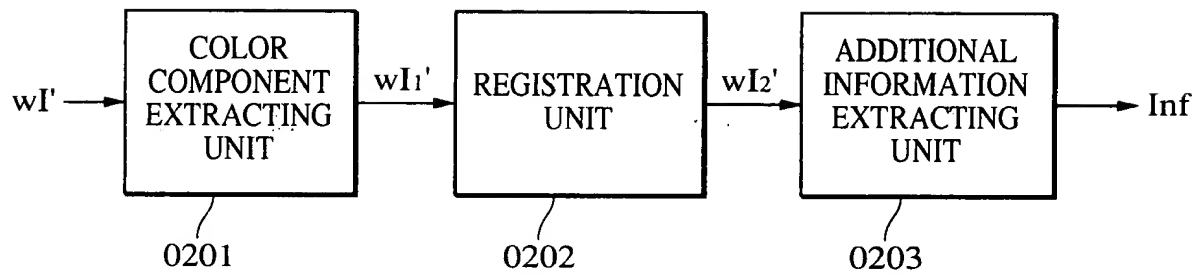 wI'
COLOR
COMPONENT
EXTRACTING
UNIT
wI₁'
REGISTRATION
UNIT
wI₂'
ADDITIONAL
INFORMATION
EXTRACTING
UNIT
Inf
0201
0202
0203